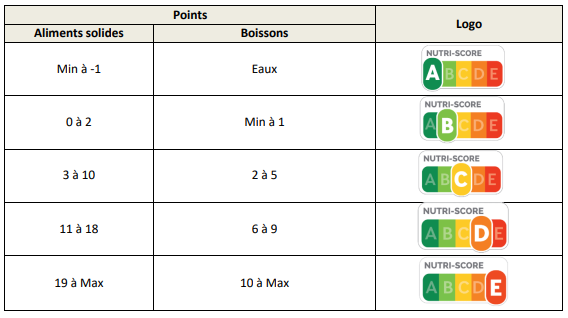 Points
Logo
Aliments solides
Boissons
Min à -1
Eaux
NUTRI-SCORE
A B C D E
0 à 2
Min à 1
NUTRI-SCORE
A B C D E
3 à 10
2 à 5
NUTRI-SCORE
A B C D E
11 à 18
6 à 9
NUTRI-SCORE
A B C D E
19 à Max
10 à Max
NUTRI-SCORE
A B C D E